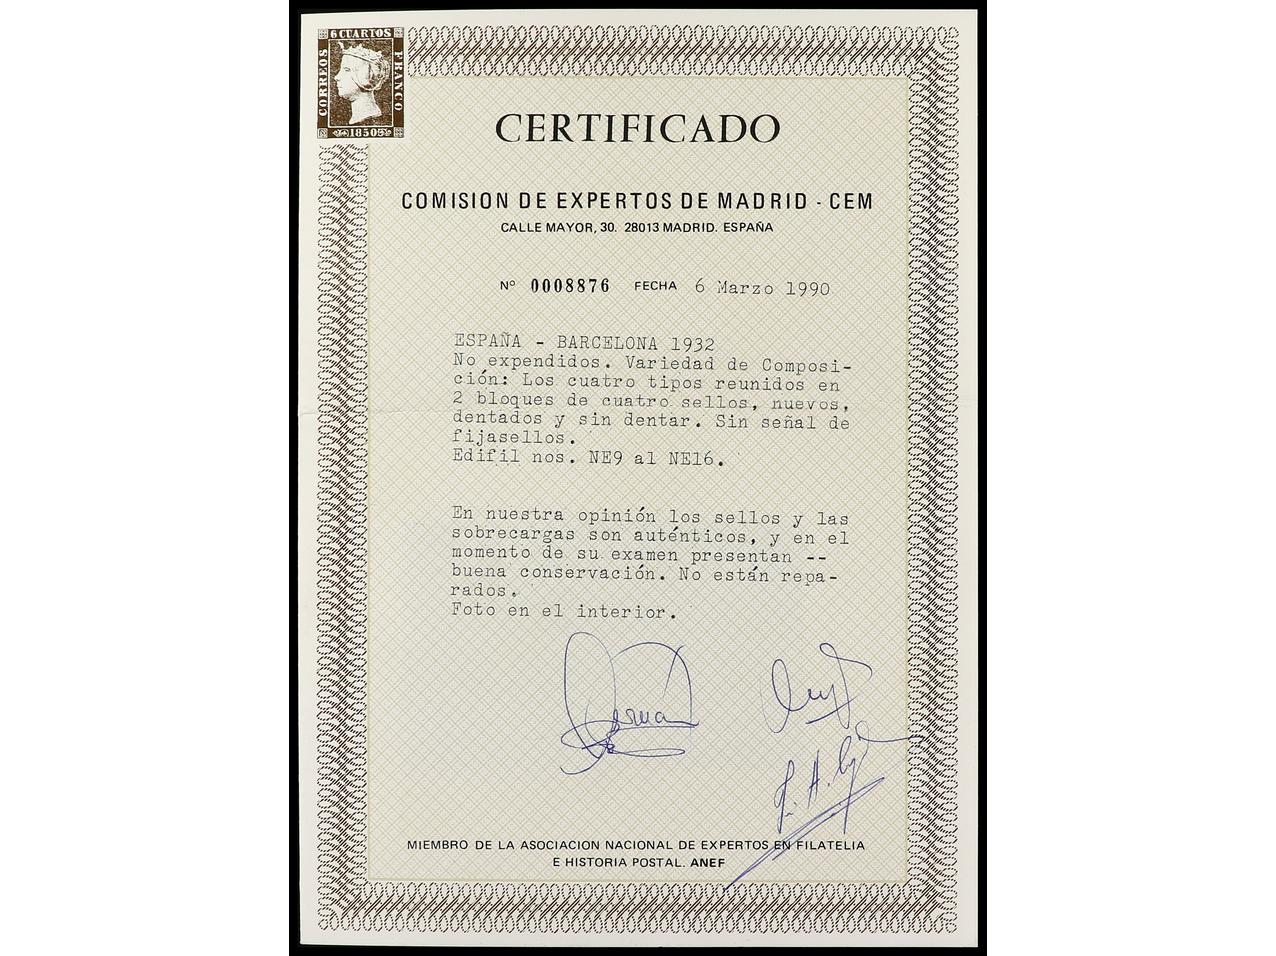 6 CUARTOS
CORREOS
FRANCO
1850
CERTIFICADO
COMISION DE EXPERTOS DE MADRID - CEM
CALLE MAYOR, 30. 28013 MADRID. ESPAÑA
Nº 0008876 FECHA 6 Marzo 1990
ESPAÑA - BARCELONA 1932
No expendidos. Variedad de Composi-
ción: Los cuatro tipos reunidos en
2 bloques de cuatro sellos, nuevos,
dentados y sin dentar. Sin señal de
fijasellos.
Edifil nos. NE9 al NE16.
En nuestra opinión los sellos y las
sobrecargas son auténticos, y en el
momento de su examen presentan --
buena conservación. No están repa-
rados.
Foto en el interior.
MIEMBRO DE LA ASOCIACION NACIONAL DE EXPERTOS EN FILATELIA
E HISTORIA POSTAL. ANEF